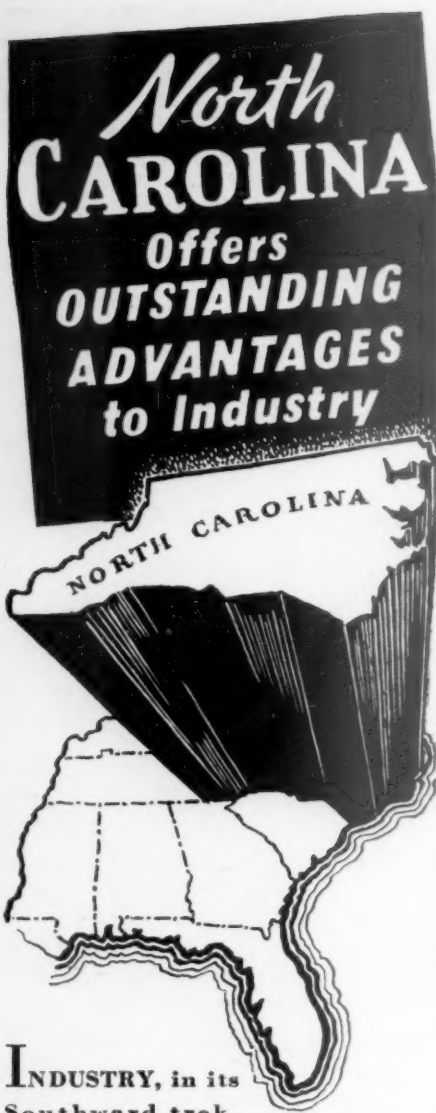 North
CAROLINA
Offers
OUTSTANDING
ADVANTAGES
to Industry
NORTH CAROLINA
INDUSTRY, in its
Southward trek,